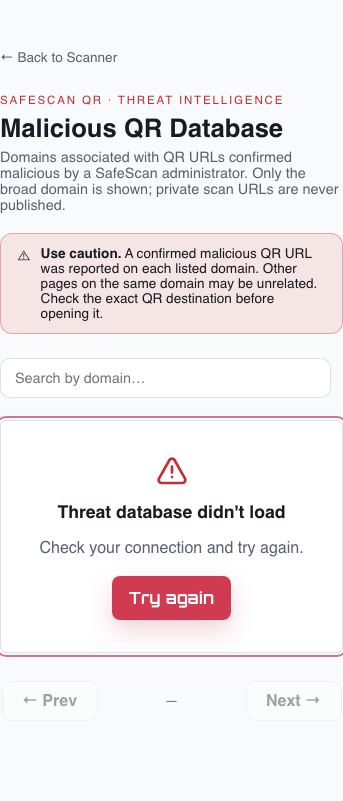 ← Back to Scanner
SAFESCAN QR · THREAT INTELLIGENCE
Malicious QR Database
Domains associated with QR URLs confirmed
malicious by a SafeScan administrator. Only the
broad domain is shown; private scan URLs are never
published.
⚠ Use caution. A confirmed malicious QR URL
was reported on each listed domain. Other
pages on the same domain may be unrelated.
Check the exact QR destination before
opening it.
Search by domain...
Threat database didn't load
Check your connection and try again.
Try again
← Prev — Next →